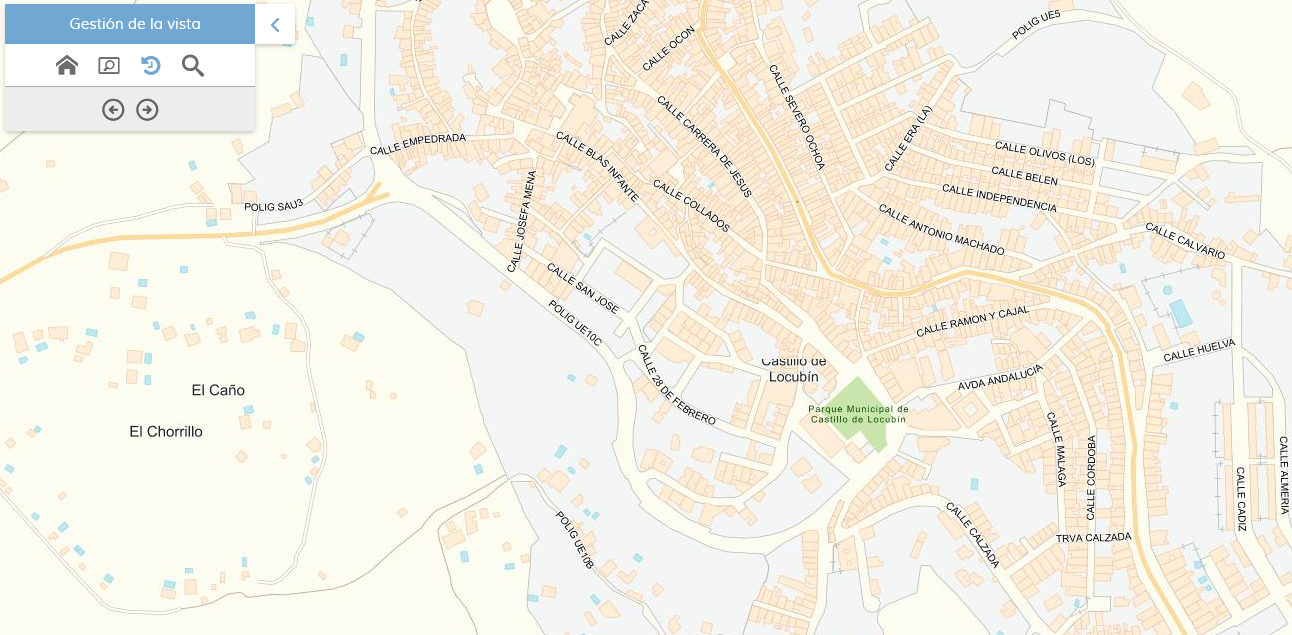 Gestión de la vista
CALLE ZACA
CALLE OCON
POLIG UE5
CALLE SEVERO OCHOA
CALLE CARRERA DE JESUS
CALLE ERA (LA)
CALLE EMPEDRADA
CALLE BLAS INFANTE
CALLE OLIVOS (LOS)
CALLE BELEN
CALLE INDEPENDENCIA
CALLE COLLADOS
CALLE JOSEFA MENA
POLIG SAU3
CALLE ANTONIO MACHADO
CALLE CALVARIO
CALLE SAN JOSE
POLIG UE10C
CALLE RAMON Y CAJAL
CALLE HUELVA
CALLE 28 DE FEBRERO
Castillo de
Locubín
AVDA ANDALUCIA
El Caño
Parque Municipal de
Castillo de Locubín
El Chorrillo
CALLE MALAGA
CALLE CORDOBA
CALLE CADIZ
CALLE ALMERIA
POLIG UE10B
CALLE CALZADA
TRVA CALZADA